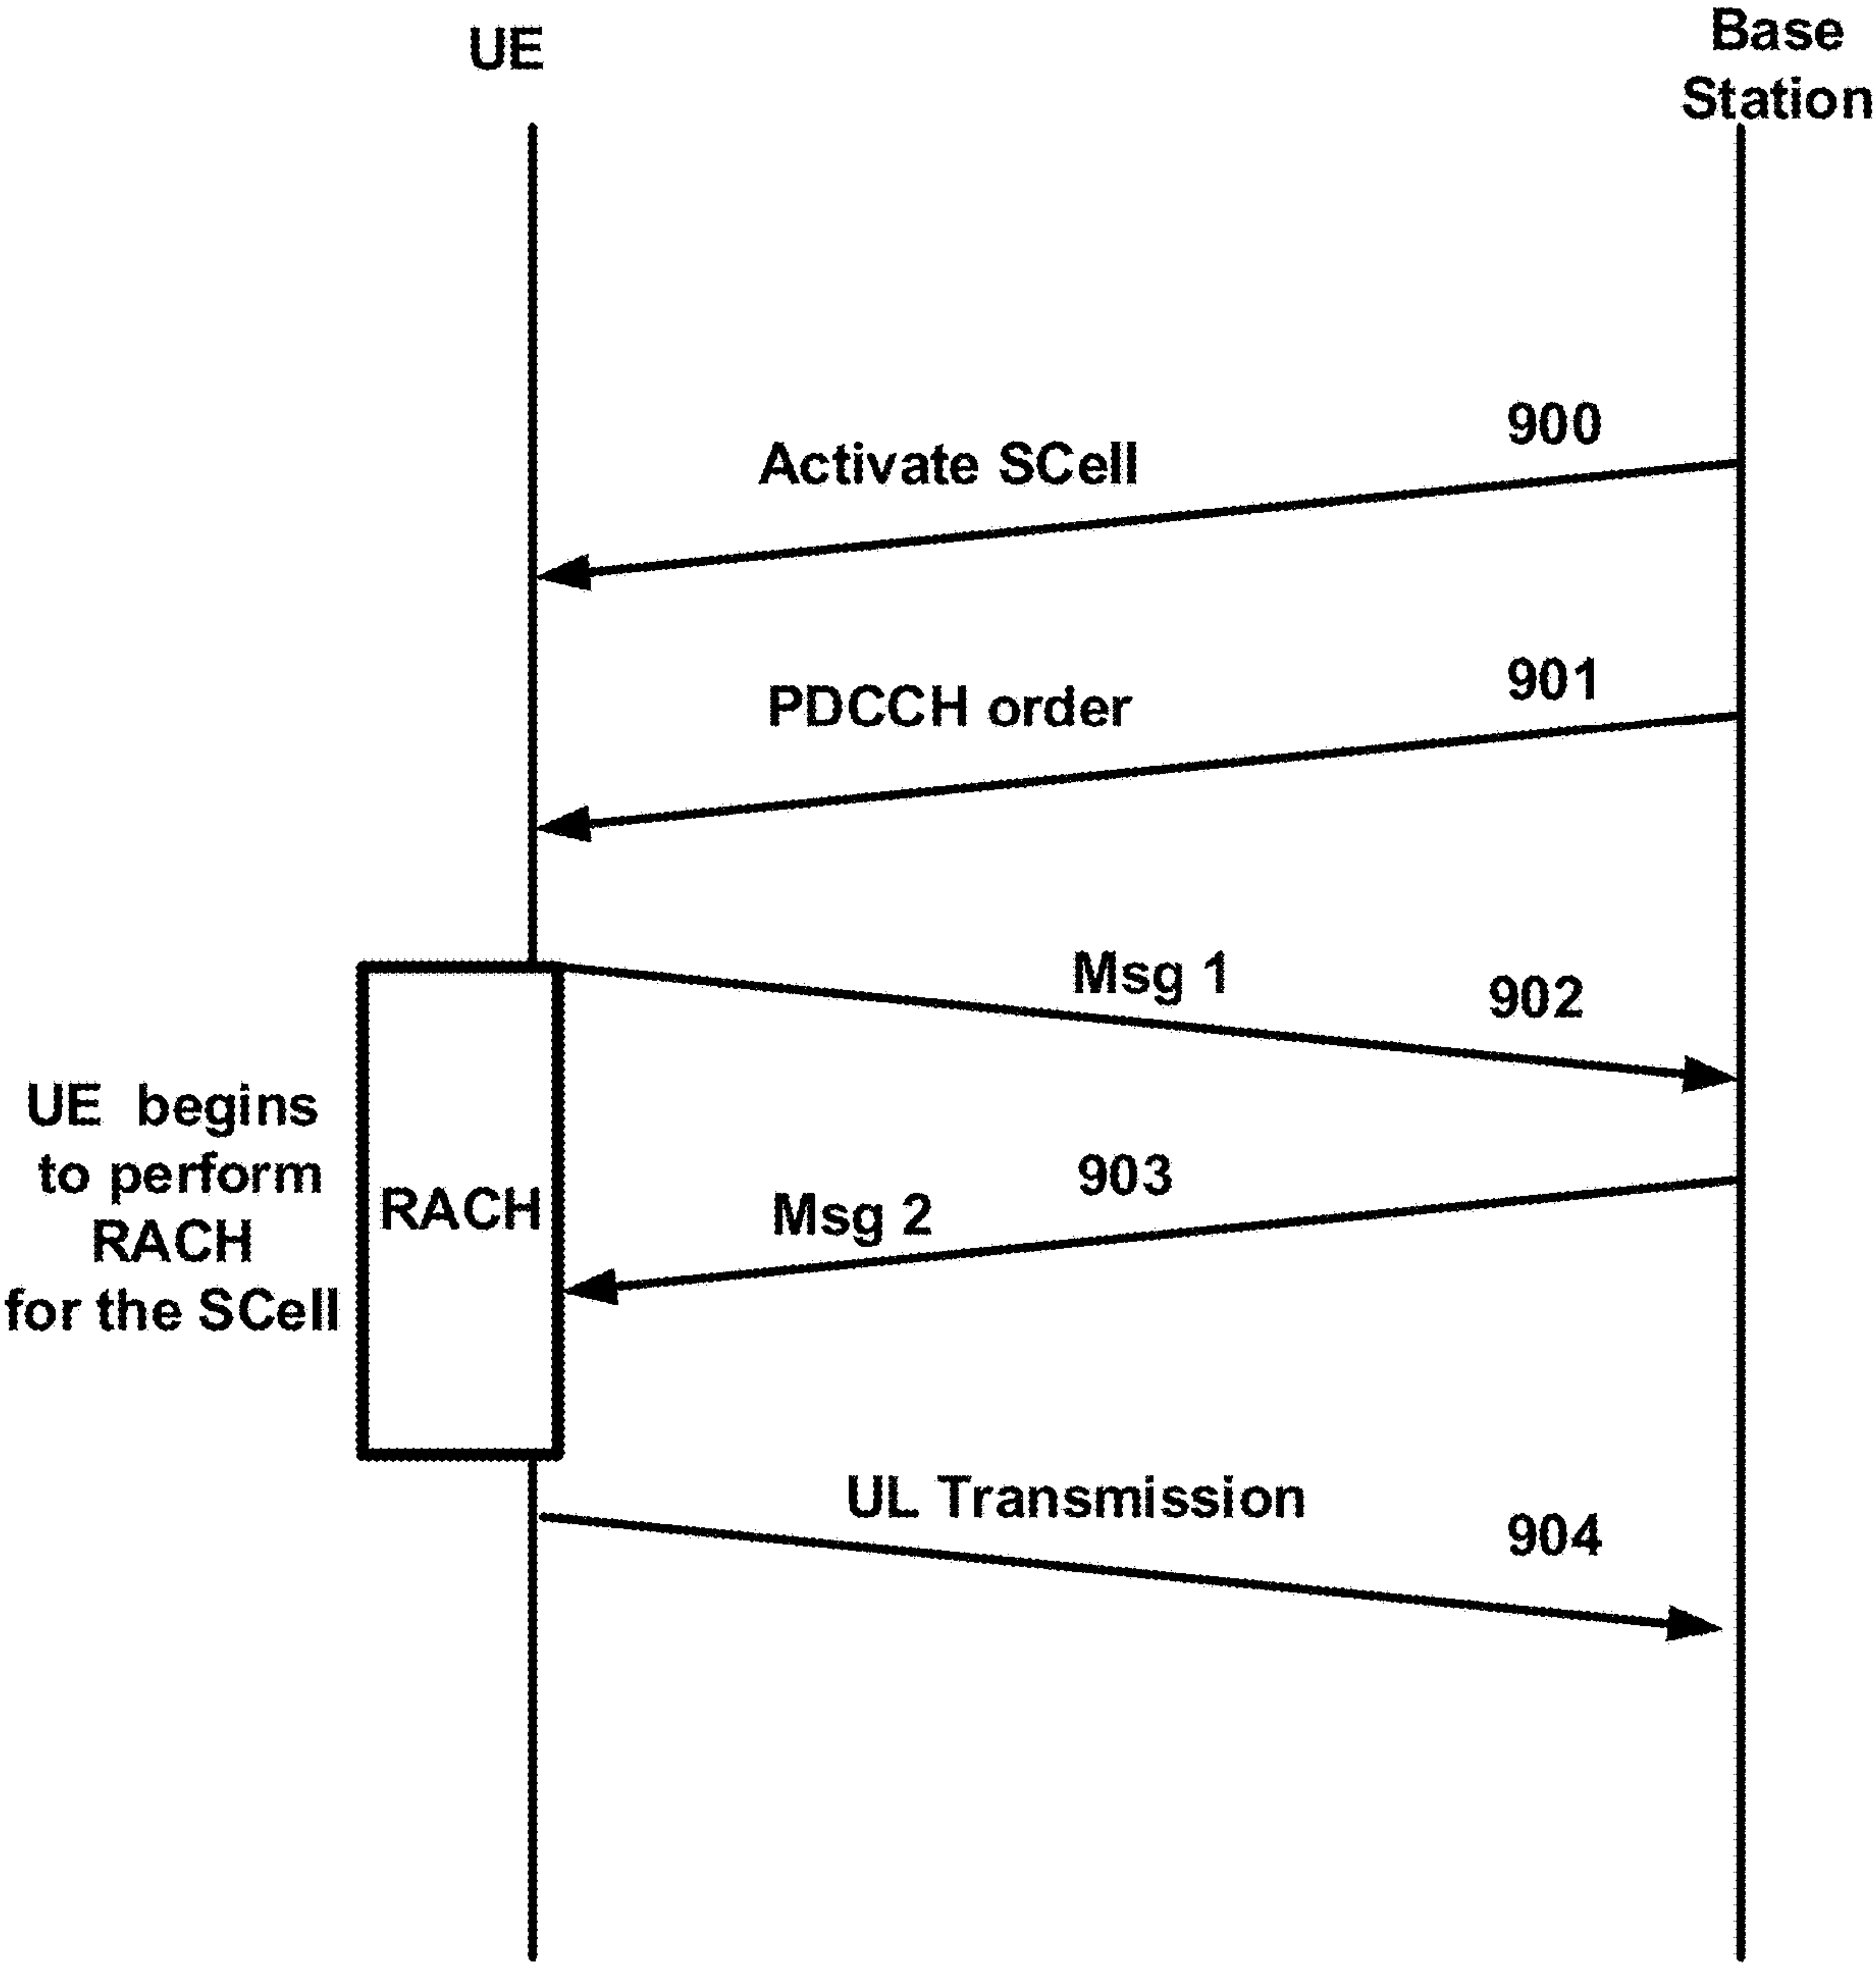 UE
Base
Station
900
Activate SCell
901
PDCCH order
Msg 1
902
UE begins
to perform
RACH
for the SCell
RACH
903
Msg 2
UL Transmission
904